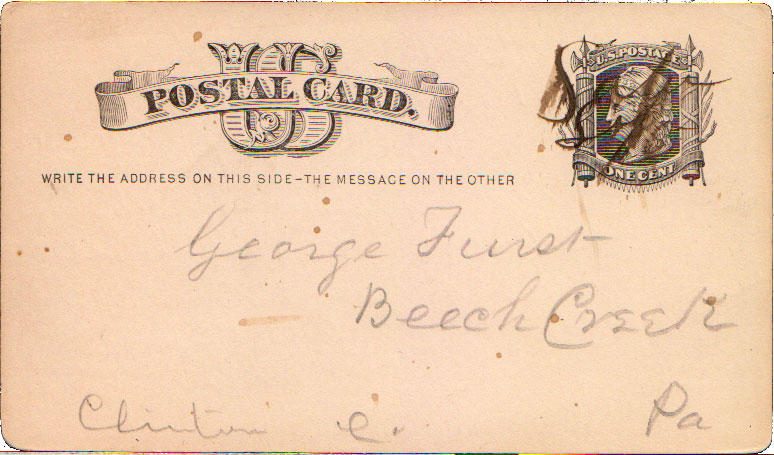 U.S. POSTAGE
US
POSTAL CARD.
ONE CENT
WRITE THE ADDRESS ON THIS SIDE-THE MESSAGE ON THE OTHER
George Furst
Beech Creek
Clinton C. Pa